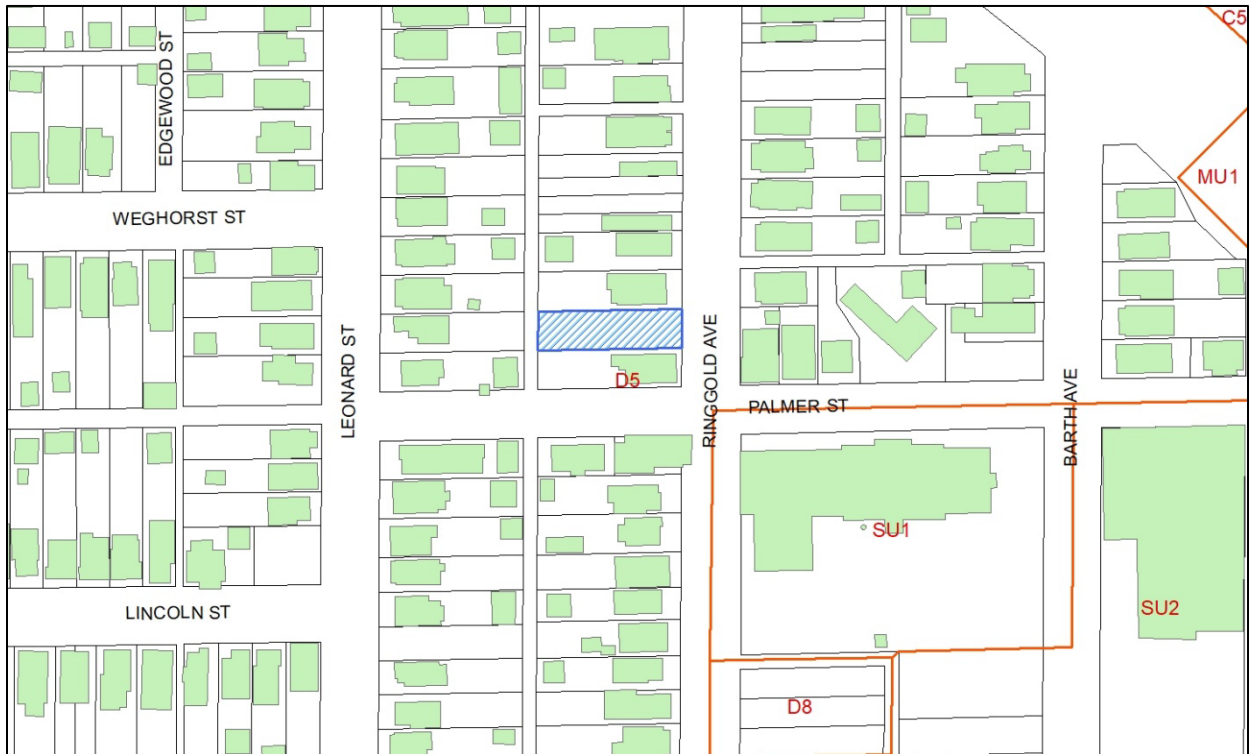 C5
EDGEWOOD ST
MU1
WEGHORST ST
LEONARD ST
D5
RINGGOLD AVE
PALMER ST
BARTH AVE
SU1
SU2
LINCOLN ST
D8